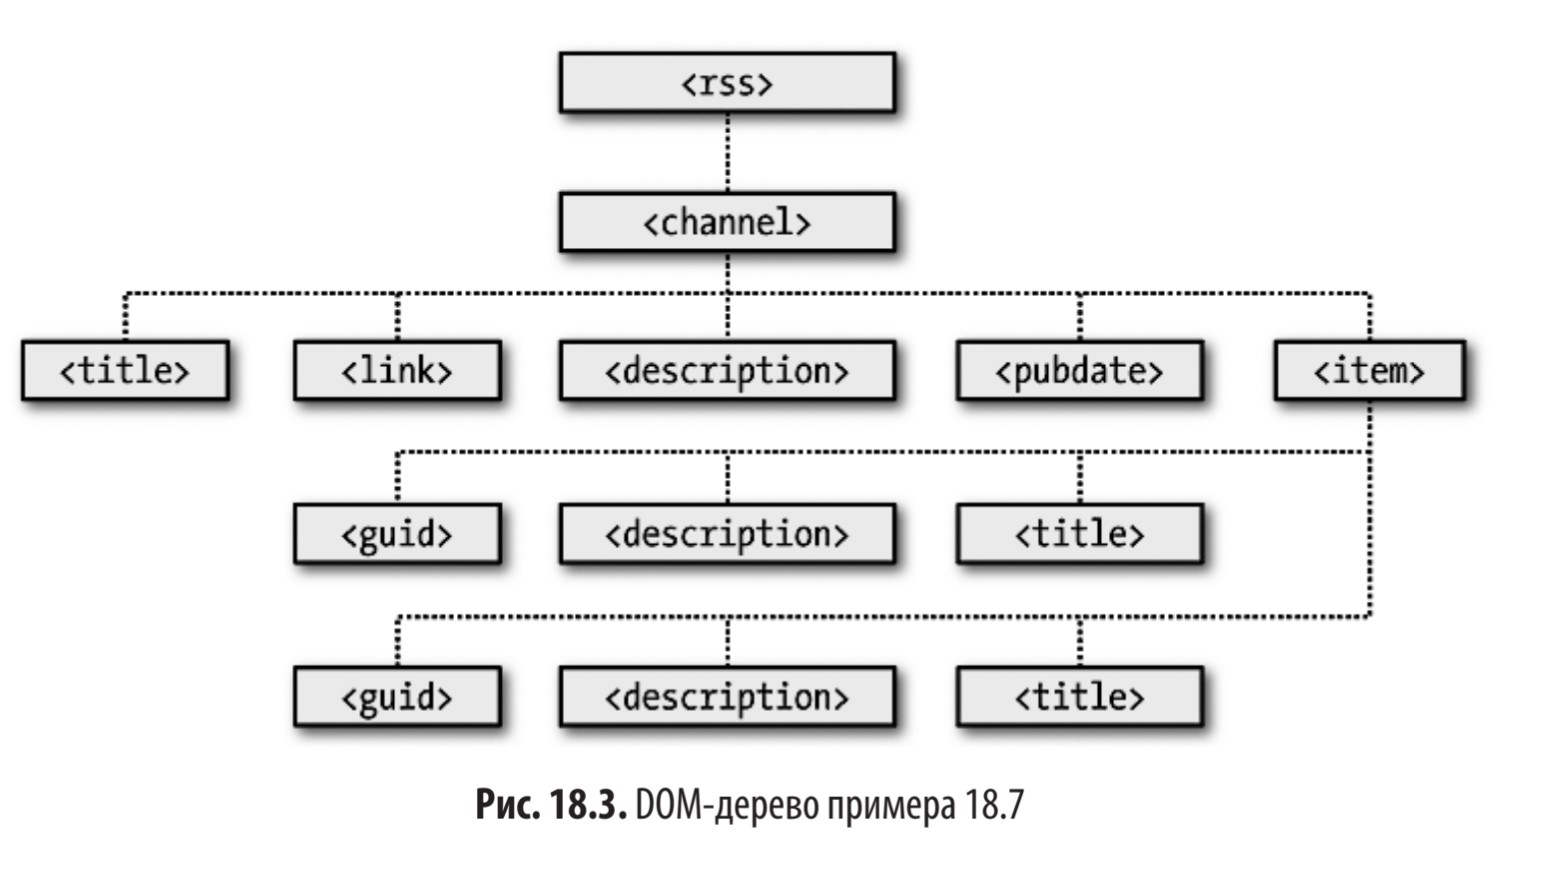 <rss>
<channel>
<title> <link> <description> <pubdate> <item>
<guid> <description> <title>
<guid> <description> <title>
Рис. 18.3. DOM-дерево примера 18.7